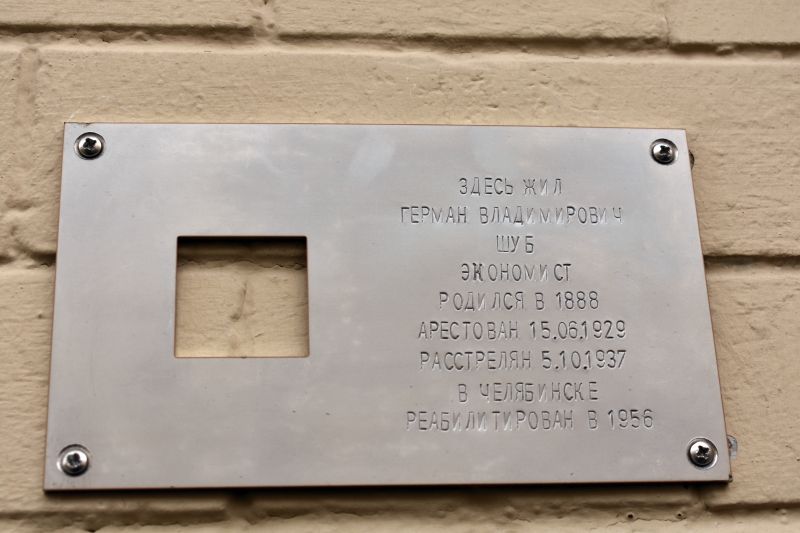 ЗДЕСЬ ЖИЛ
ГЕРМАН ВЛАДИМИРОВИЧ
ШУБ
ЭКОНОМИСТ
РОДИЛСЯ В 1888
АРЕСТОВАН 15.06.1929
РАССТРЕЛЯН 5.10.1937
В ЧЕЛЯБИНСКЕ
РЕАБИЛИТИРОВАН В 1956